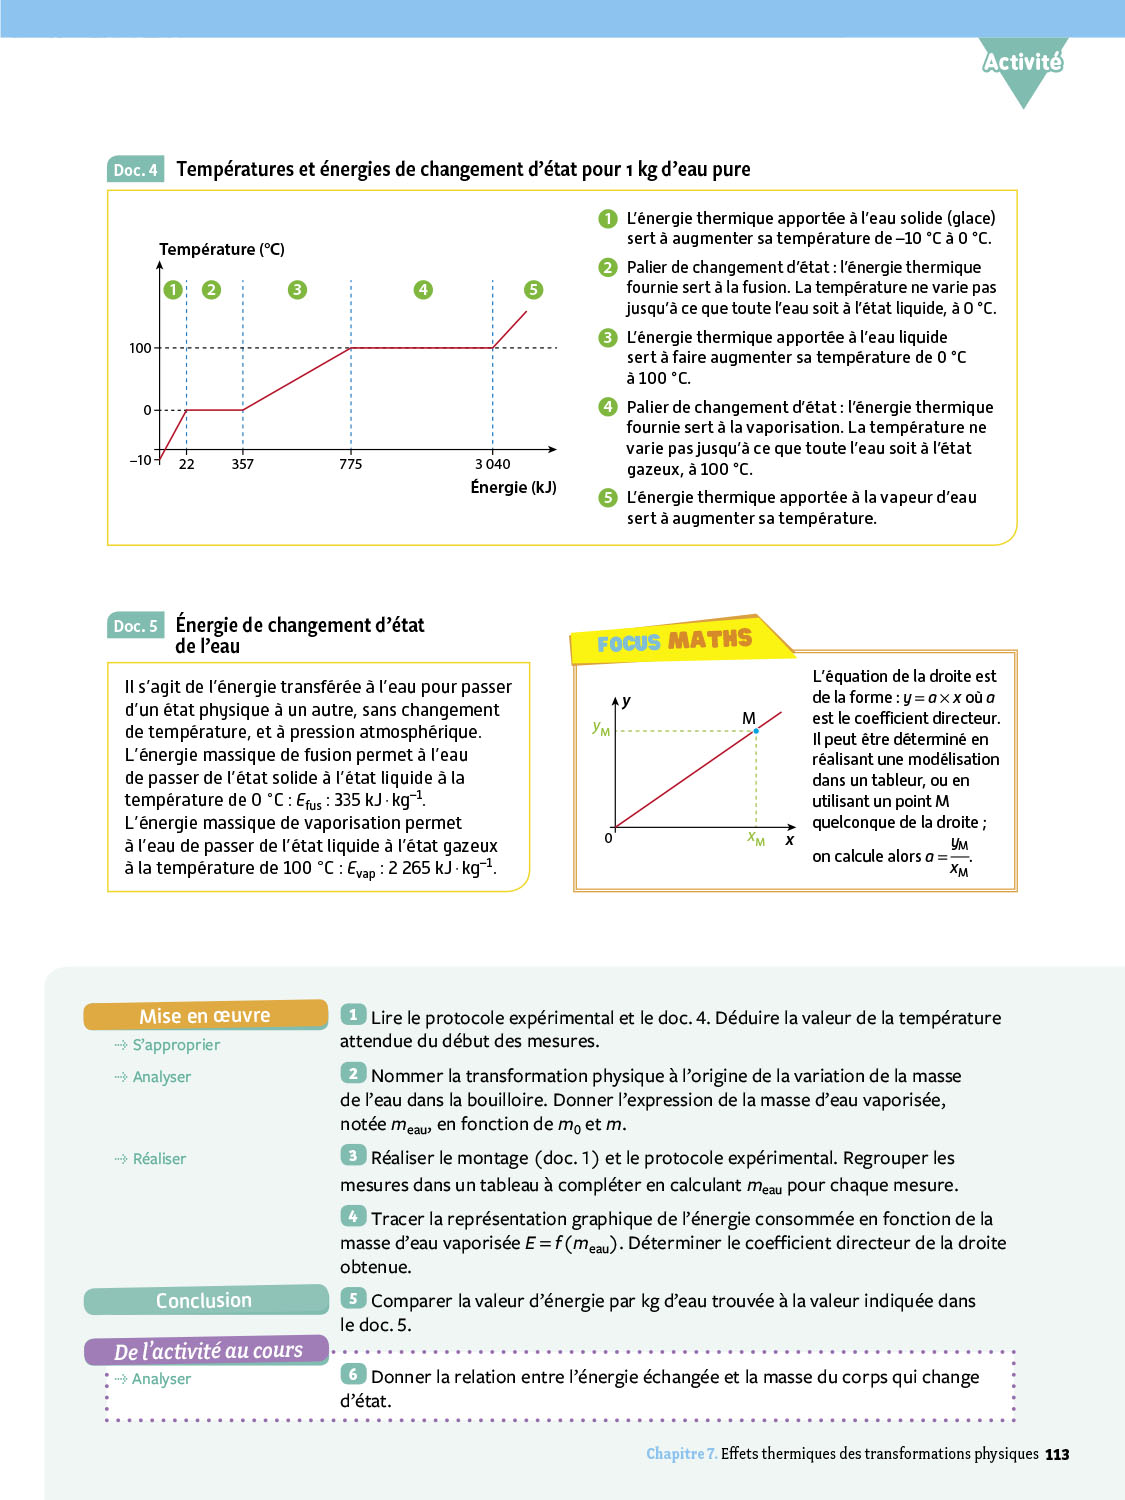 Activité
Doc. 4 Températures et énergies de changement d'état pour 1 kg d'eau pure
Température (°C)
1 2 3 4 5
100
0
–10
22 357 775 3 040
Énergie (kJ)
1 L'énergie thermique apportée à l'eau solide (glace)
sert à augmenter sa température de –10 °C à 0 °C.
2 Palier de changement d'état : l'énergie thermique
fournie sert à la fusion. La température ne varie pas
jusqu'à ce que toute l'eau soit à l'état liquide, à 0 °C.
3 L'énergie thermique apportée à l'eau liquide
sert à faire augmenter sa température de 0 °C
à 100 °C.
4 Palier de changement d'état : l'énergie thermique
fournie sert à la vaporisation. La température ne
varie pas jusqu'à ce que toute l'eau soit à l'état
gazeux, à 100 °C.
5 L'énergie thermique apportée à la vapeur d'eau
sert à augmenter sa température.
Doc. 5 Énergie de changement d'état
de l'eau
Il s'agit de l'énergie transférée à l'eau pour passer
d'un état physique à un autre, sans changement
de température, et à pression atmosphérique.
L'énergie massique de fusion permet à l'eau
de passer de l'état solide à l'état liquide à la
température de 0 °C : Efus : 335 kJ · kg–1.
L'énergie massique de vaporisation permet
à l'eau de passer de l'état liquide à l'état gazeux
à la température de 100 °C : Evap : 2 265 kJ · kg–1.
FOCUS MATHS
y
yM
M
0
xM
x
L'équation de la droite est
de la forme : y = a × x où a
est le coefficient directeur.
Il peut être déterminé en
réalisant une modélisation
dans un tableur, ou en
utilisant un point M
quelconque de la droite ;
on calcule alors a = yM/xM.
Mise en œuvre
S'approprier
1 Lire le protocole expérimental et le doc. 4. Déduire la valeur de la température
attendue du début des mesures.
Analyser
2 Nommer la transformation physique à l'origine de la variation de la masse
de l'eau dans la bouilloire. Donner l'expression de la masse d'eau vaporisée,
notée meau, en fonction de m0 et m.
Réaliser
3 Réaliser le montage (doc. 1) et le protocole expérimental. Regrouper les
mesures dans un tableau à compléter en calculant meau pour chaque mesure.
4 Tracer la représentation graphique de l'énergie consommée en fonction de la
masse d'eau vaporisée E = f (meau). Déterminer le coefficient directeur de la droite
obtenue.
Conclusion
5 Comparer la valeur d'énergie par kg d'eau trouvée à la valeur indiquée dans
le doc. 5.
De l'activité au cours
Analyser
6 Donner la relation entre l'énergie échangée et la masse du corps qui change
d'état.
Chapitre 7. Effets thermiques des transformations physiques 113